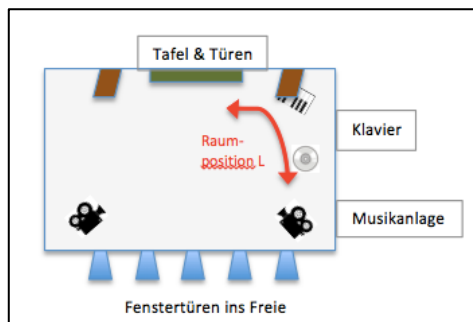 Tafel & Türen
Klavier
Raum-
position L
Musikanlage
Fenstertüren ins Freie